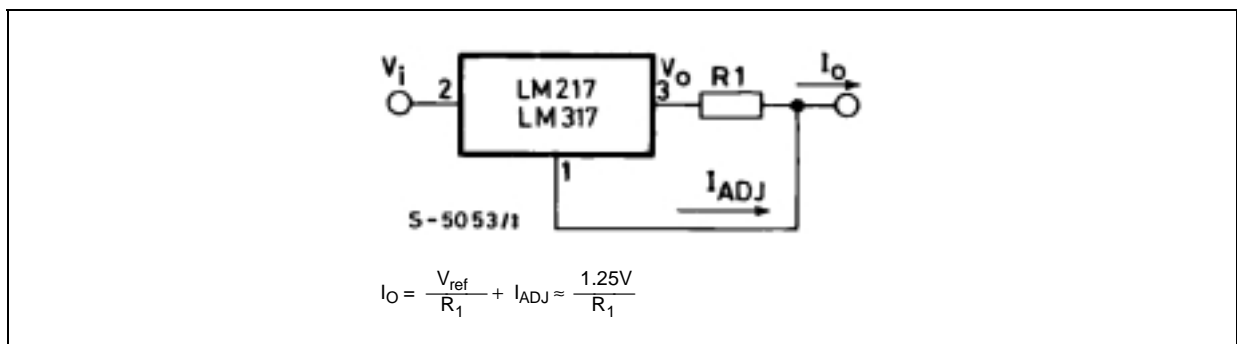 Vi
2
LM217
LM317
Vo
3
R1
Io
1
IADJ
S-5053/1
IO = Vref / R1 + IADJ ≈ 1.25V / R1